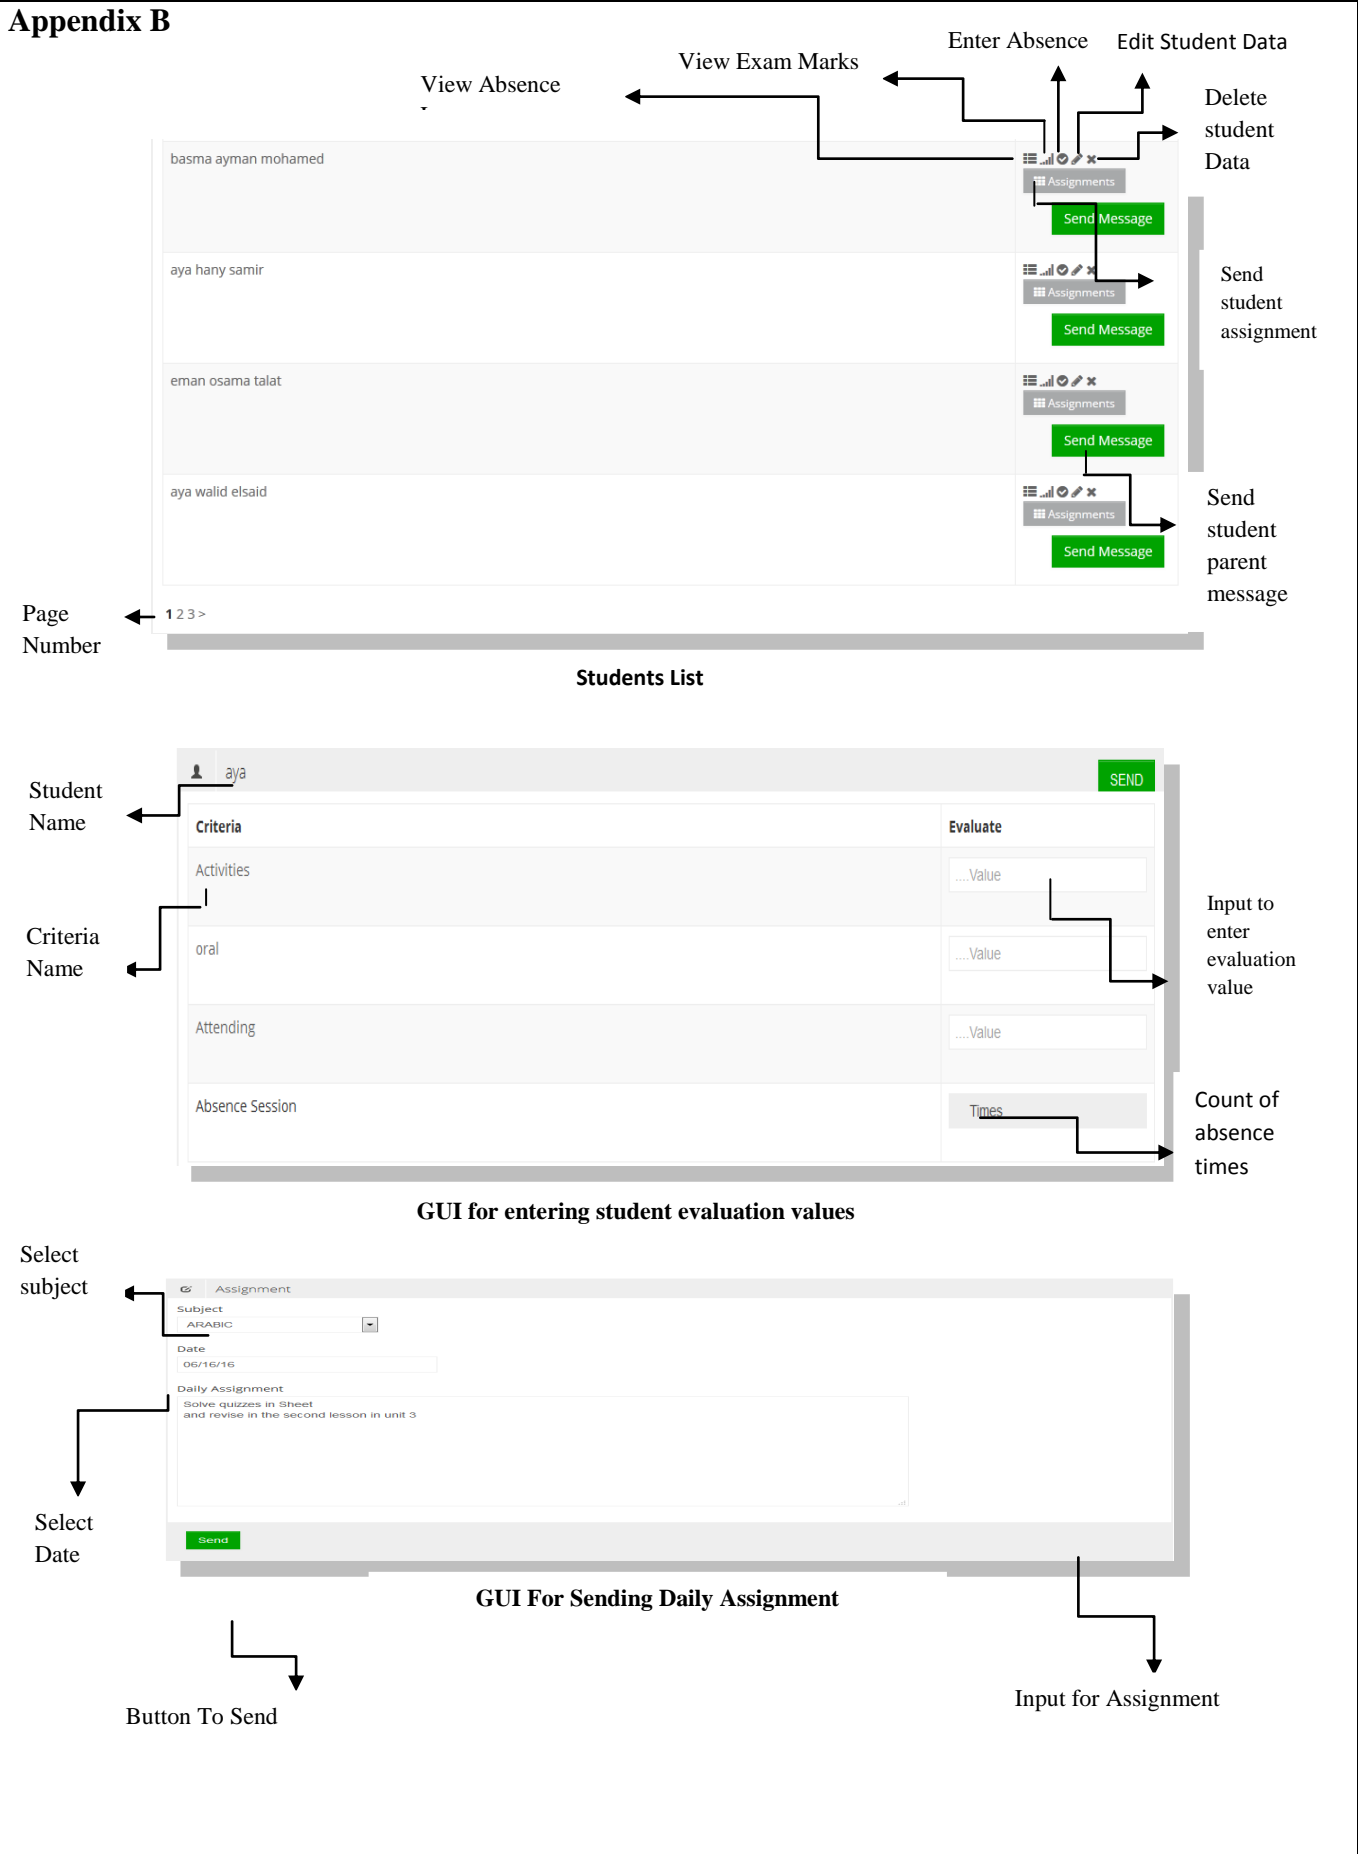 Appendix B
View Absence
View Exam Marks
Enter Absence
Edit Student Data
Delete
student
Data
basma ayman mohamed
Assignments
Send Message
aya hany samir
Assignments
Send Message
Send
student
assignment
eman osama talat
Assignments
Send Message
aya walid elsaid
Assignments
Send Message
Send
student
parent
message
Page
Number
1 2 3 >
Students List
aya
SEND
Student
Name
Criteria
Evaluate
Activities
....Value
Criteria
Name
Input to
enter
evaluation
value
oral
....Value
Attending
....Value
Absence Session
Times
Count of
absence
times
GUI for entering student evaluation values
Select
subject
Assignment
Subject
ARABIC
Date
06/16/16
Daily Assignment
Solve quizzes in Sheet
and revise in the second lesson in unit 3
Select
Date
Send
GUI For Sending Daily Assignment
Button To Send
Input for Assignment